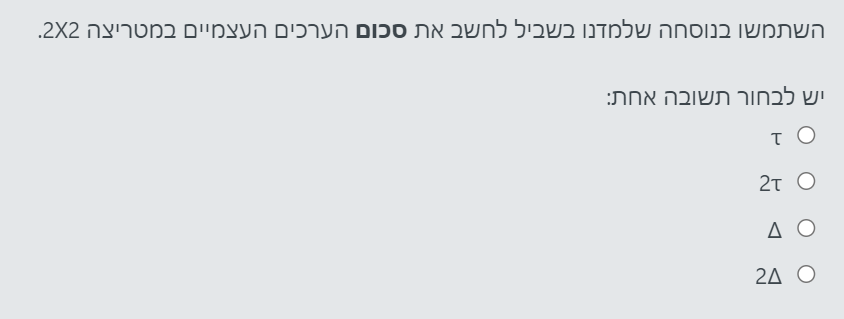 השתמשו בנוסחה שלמדנו בשביל לחשב את סכום הערכים העצמיים במטריצה 2X2.
יש לבחור תשובה אחת:
τ
2τ
Δ
2Δ